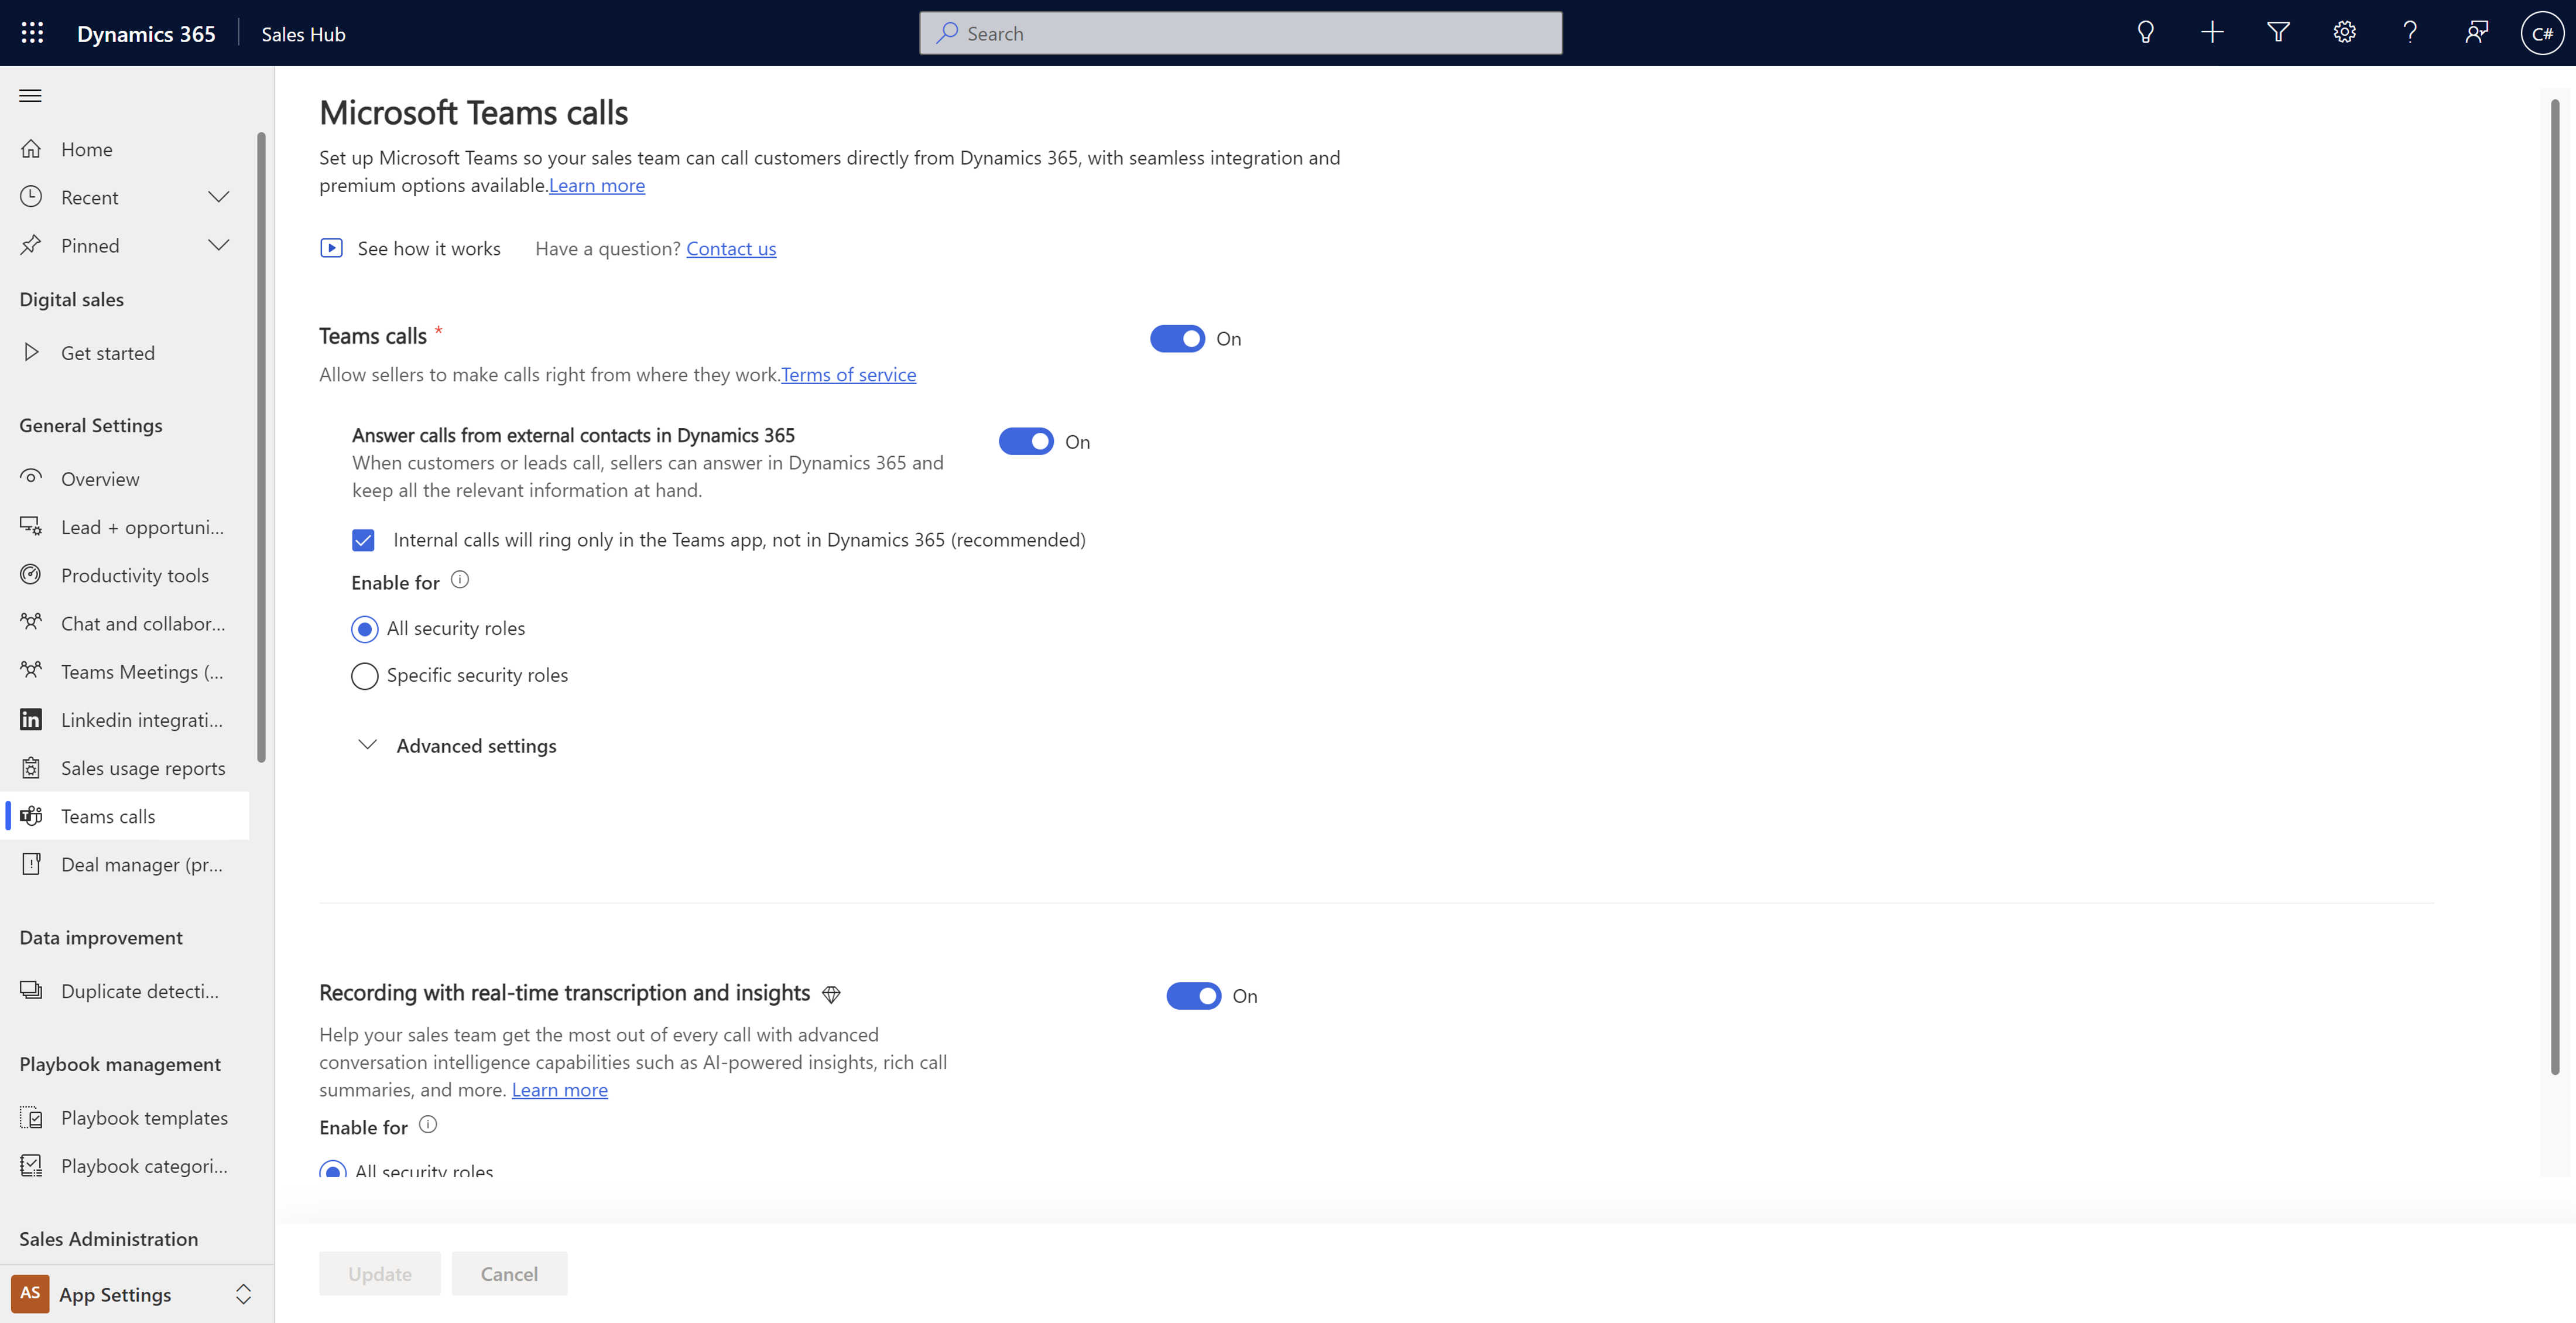 Dynamics 365
Sales Hub
Search
C#
Home
Recent
Pinned
Digital sales
Get started
General Settings
Overview
Lead + opportuni...
Productivity tools
Chat and collabor...
Teams Meetings (...
Linkedin integrati...
Sales usage reports
Teams calls
Deal manager (pr...
Data improvement
Duplicate detecti...
Playbook management
Playbook templates
Playbook categori...
Sales Administration
AS
App Settings
Microsoft Teams calls
Set up Microsoft Teams so your sales team can call customers directly from Dynamics 365, with seamless integration and
premium options available.Learn more
See how it works
Have a question? Contact us
Teams calls *
On
Allow sellers to make calls right from where they work.Terms of service
Answer calls from external contacts in Dynamics 365
On
When customers or leads call, sellers can answer in Dynamics 365 and
keep all the relevant information at hand.
Internal calls will ring only in the Teams app, not in Dynamics 365 (recommended)
Enable for
All security roles
Specific security roles
Advanced settings
Recording with real-time transcription and insights
On
Help your sales team get the most out of every call with advanced
conversation intelligence capabilities such as AI-powered insights, rich call
summaries, and more. Learn more
Enable for
All security roles
Update
Cancel